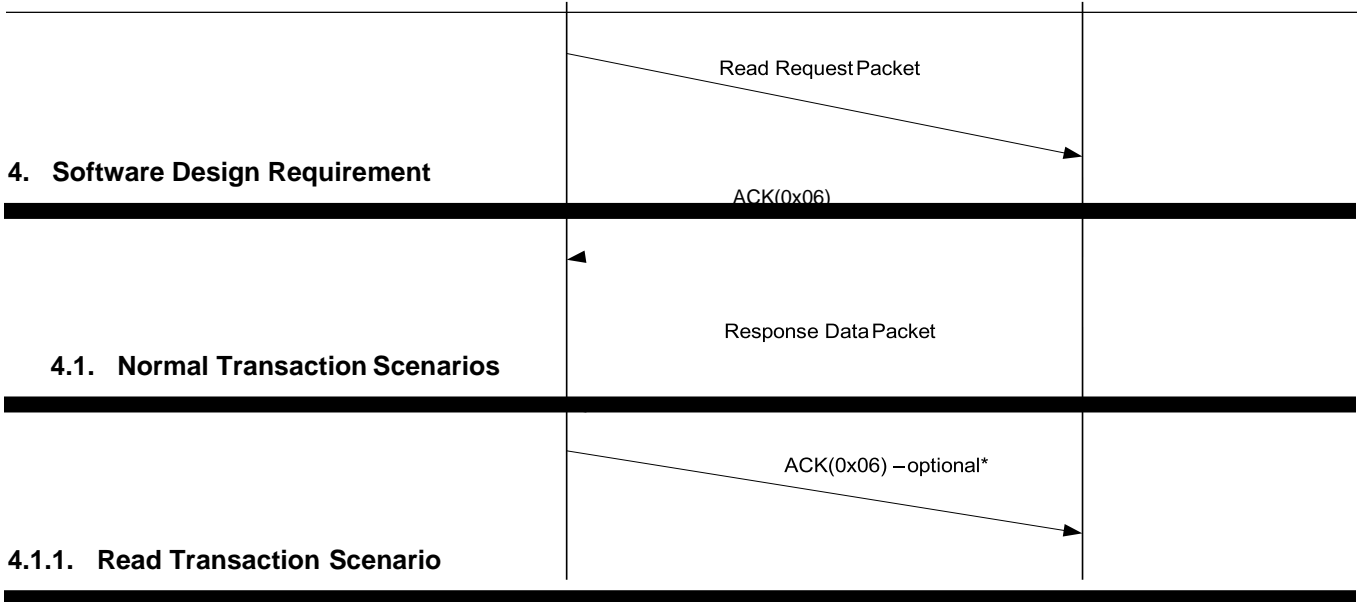 Read Request Packet
4. Software Design Requirement
ACK(0x06)
Response Data Packet
4.1. Normal Transaction Scenarios
ACK(0x06) – optional*
4.1.1. Read Transaction Scenario